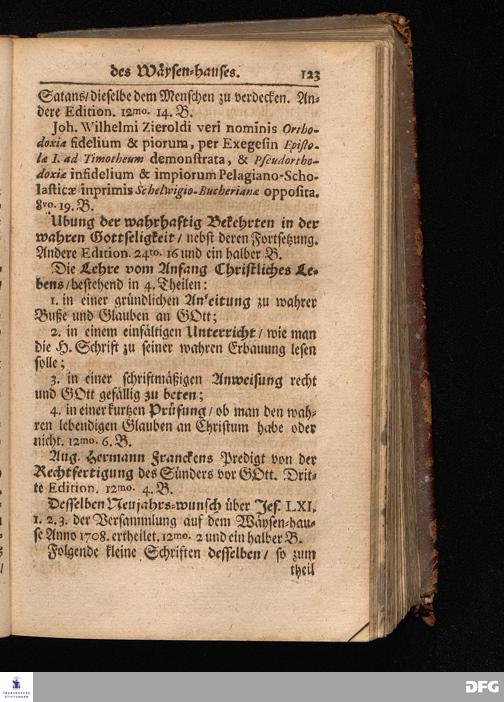 des Wäysen-hauses. 123
Satans/ dieselbe dem Menschen zu verdecken. An-
dere Edition. 12mo. 14. B.
Joh. Wilhelmi Zieroldi veri nominis Ortho-
doxiæ fidelium & piorum, per Exegesin Episto-
læ I. ad Timotheum demonstrata, & Pseudortho-
doxiæ infidelium & impiorum Pelagiano-Scho-
lasticæ inprimis Schelwigio-Bucherianæ opposita.
8vo. 19. B.
Ubung der wahrhaftig Bekehrten in der
wahren Gottseligkeit/ nebst deren Fortsetzung.
Andere Edition. 24to. 16 und ein halber B.
Die Lehre vom Anfang Christliches Le-
bens/ bestehend in 4. Theilen:
1. in einer gründlichen Anleitung zu wahrer
Buße und Glauben an GOtt;
2. in einem einfältigen Unterricht/ wie man
die H. Schrift zu seiner wahren Erbauung lesen
solle;
3. in einer schriftmäßigen Anweisung recht
und GOtt gefällig zu beten;
4. in einer kurtzen Prüfung/ ob man den wah-
ren lebendigen Glauben an Christum habe oder
nicht. 12mo. 6. B.
Aug. Hermann Franckens Predigt von der
Rechtfertigung des Sünders vor GOtt. Drit-
te Edition. 12mo. 4. B.
Desselben Neujahrs-wunsch über Jes. LXI.
1. 2. 3. der Versammlung auf dem Wäysen-hau-
se Anno 1708. ertheilet. 12mo. 2 und ein halber B.
Folgende kleine Schriften desselben/ so zum
theil
FRANCKESCHE
STIFTUNGEN
DFG